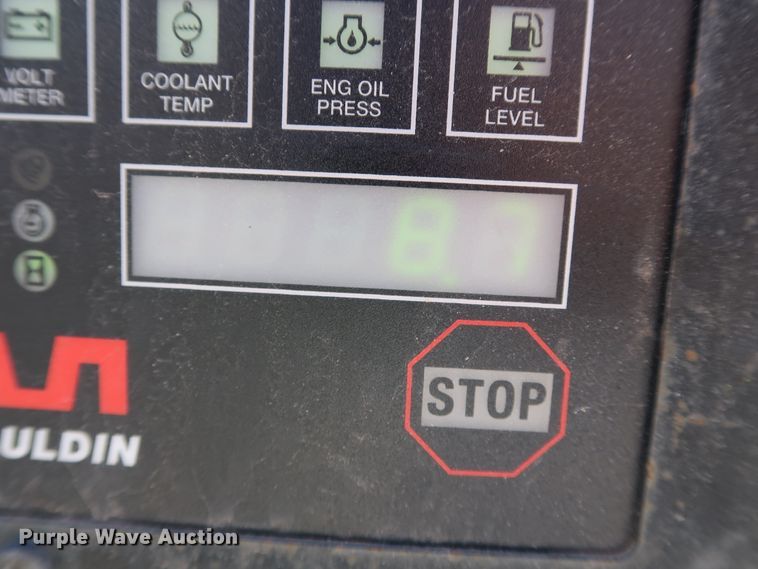 VOLT
METER
COOLANT
TEMP
ENG OIL
PRESS
FUEL
LEVEL
8.7
STOP
ULDIN
Purple Wave Auction